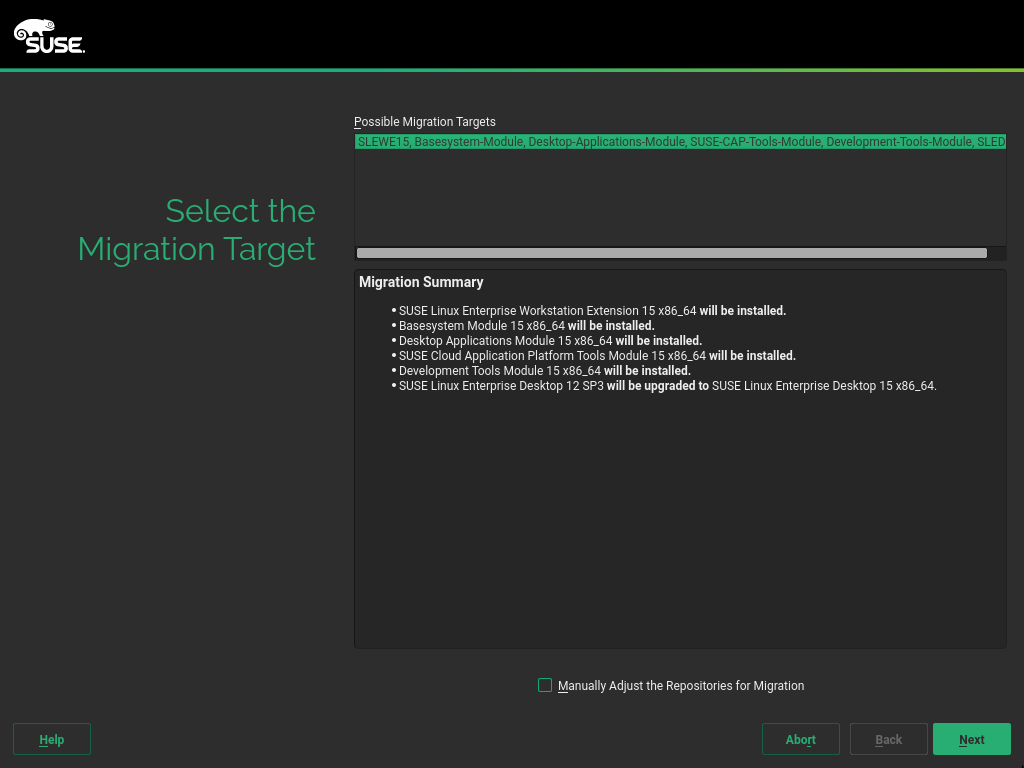 SUSE.
Possible Migration Targets
SLEWE15, Basesystem-Module, Desktop-Applications-Module, SUSE-CAP-Tools-Module, Development-Tools-Module, SLED
Select the
Migration Target
Migration Summary
• SUSE Linux Enterprise Workstation Extension 15 x86_64 will be installed.
• Basesystem Module 15 x86_64 will be installed.
• Desktop Applications Module 15 x86_64 will be installed.
• SUSE Cloud Application Platform Tools Module 15 x86_64 will be installed.
• Development Tools Module 15 x86_64 will be installed.
• SUSE Linux Enterprise Desktop 12 SP3 will be upgraded to SUSE Linux Enterprise Desktop 15 x86_64.
Manually Adjust the Repositories for Migration
Help
Abort
Back
Next